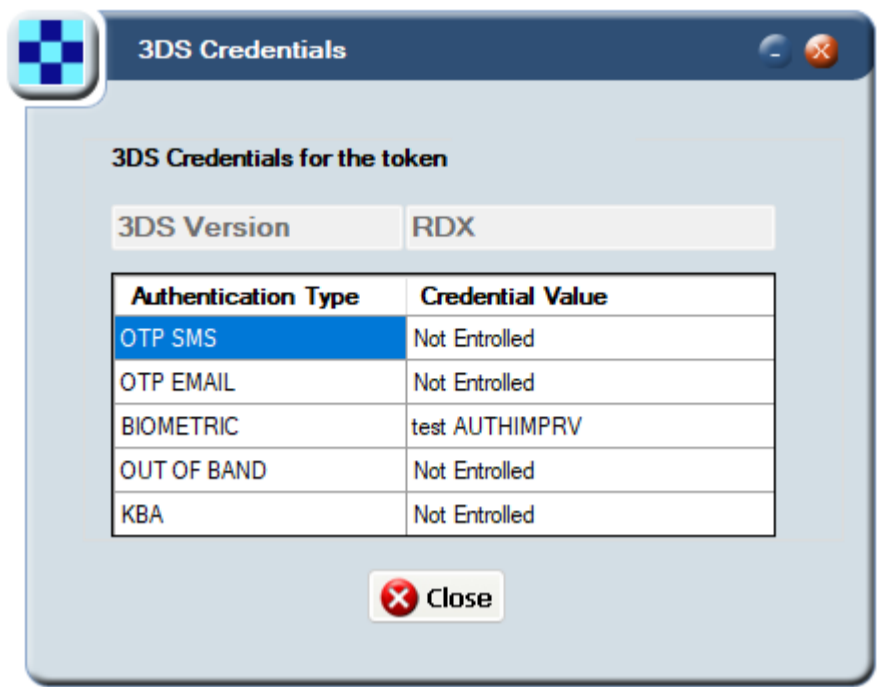 3DS Credentials
3DS Credentials for the token
3DS Version RDX
Authentication Type Credential Value
OTP SMS Not Entrolled
OTP EMAIL Not Entrolled
BIOMETRIC test AUTHIMPRV
OUT OF BAND Not Entrolled
KBA Not Entrolled
Close